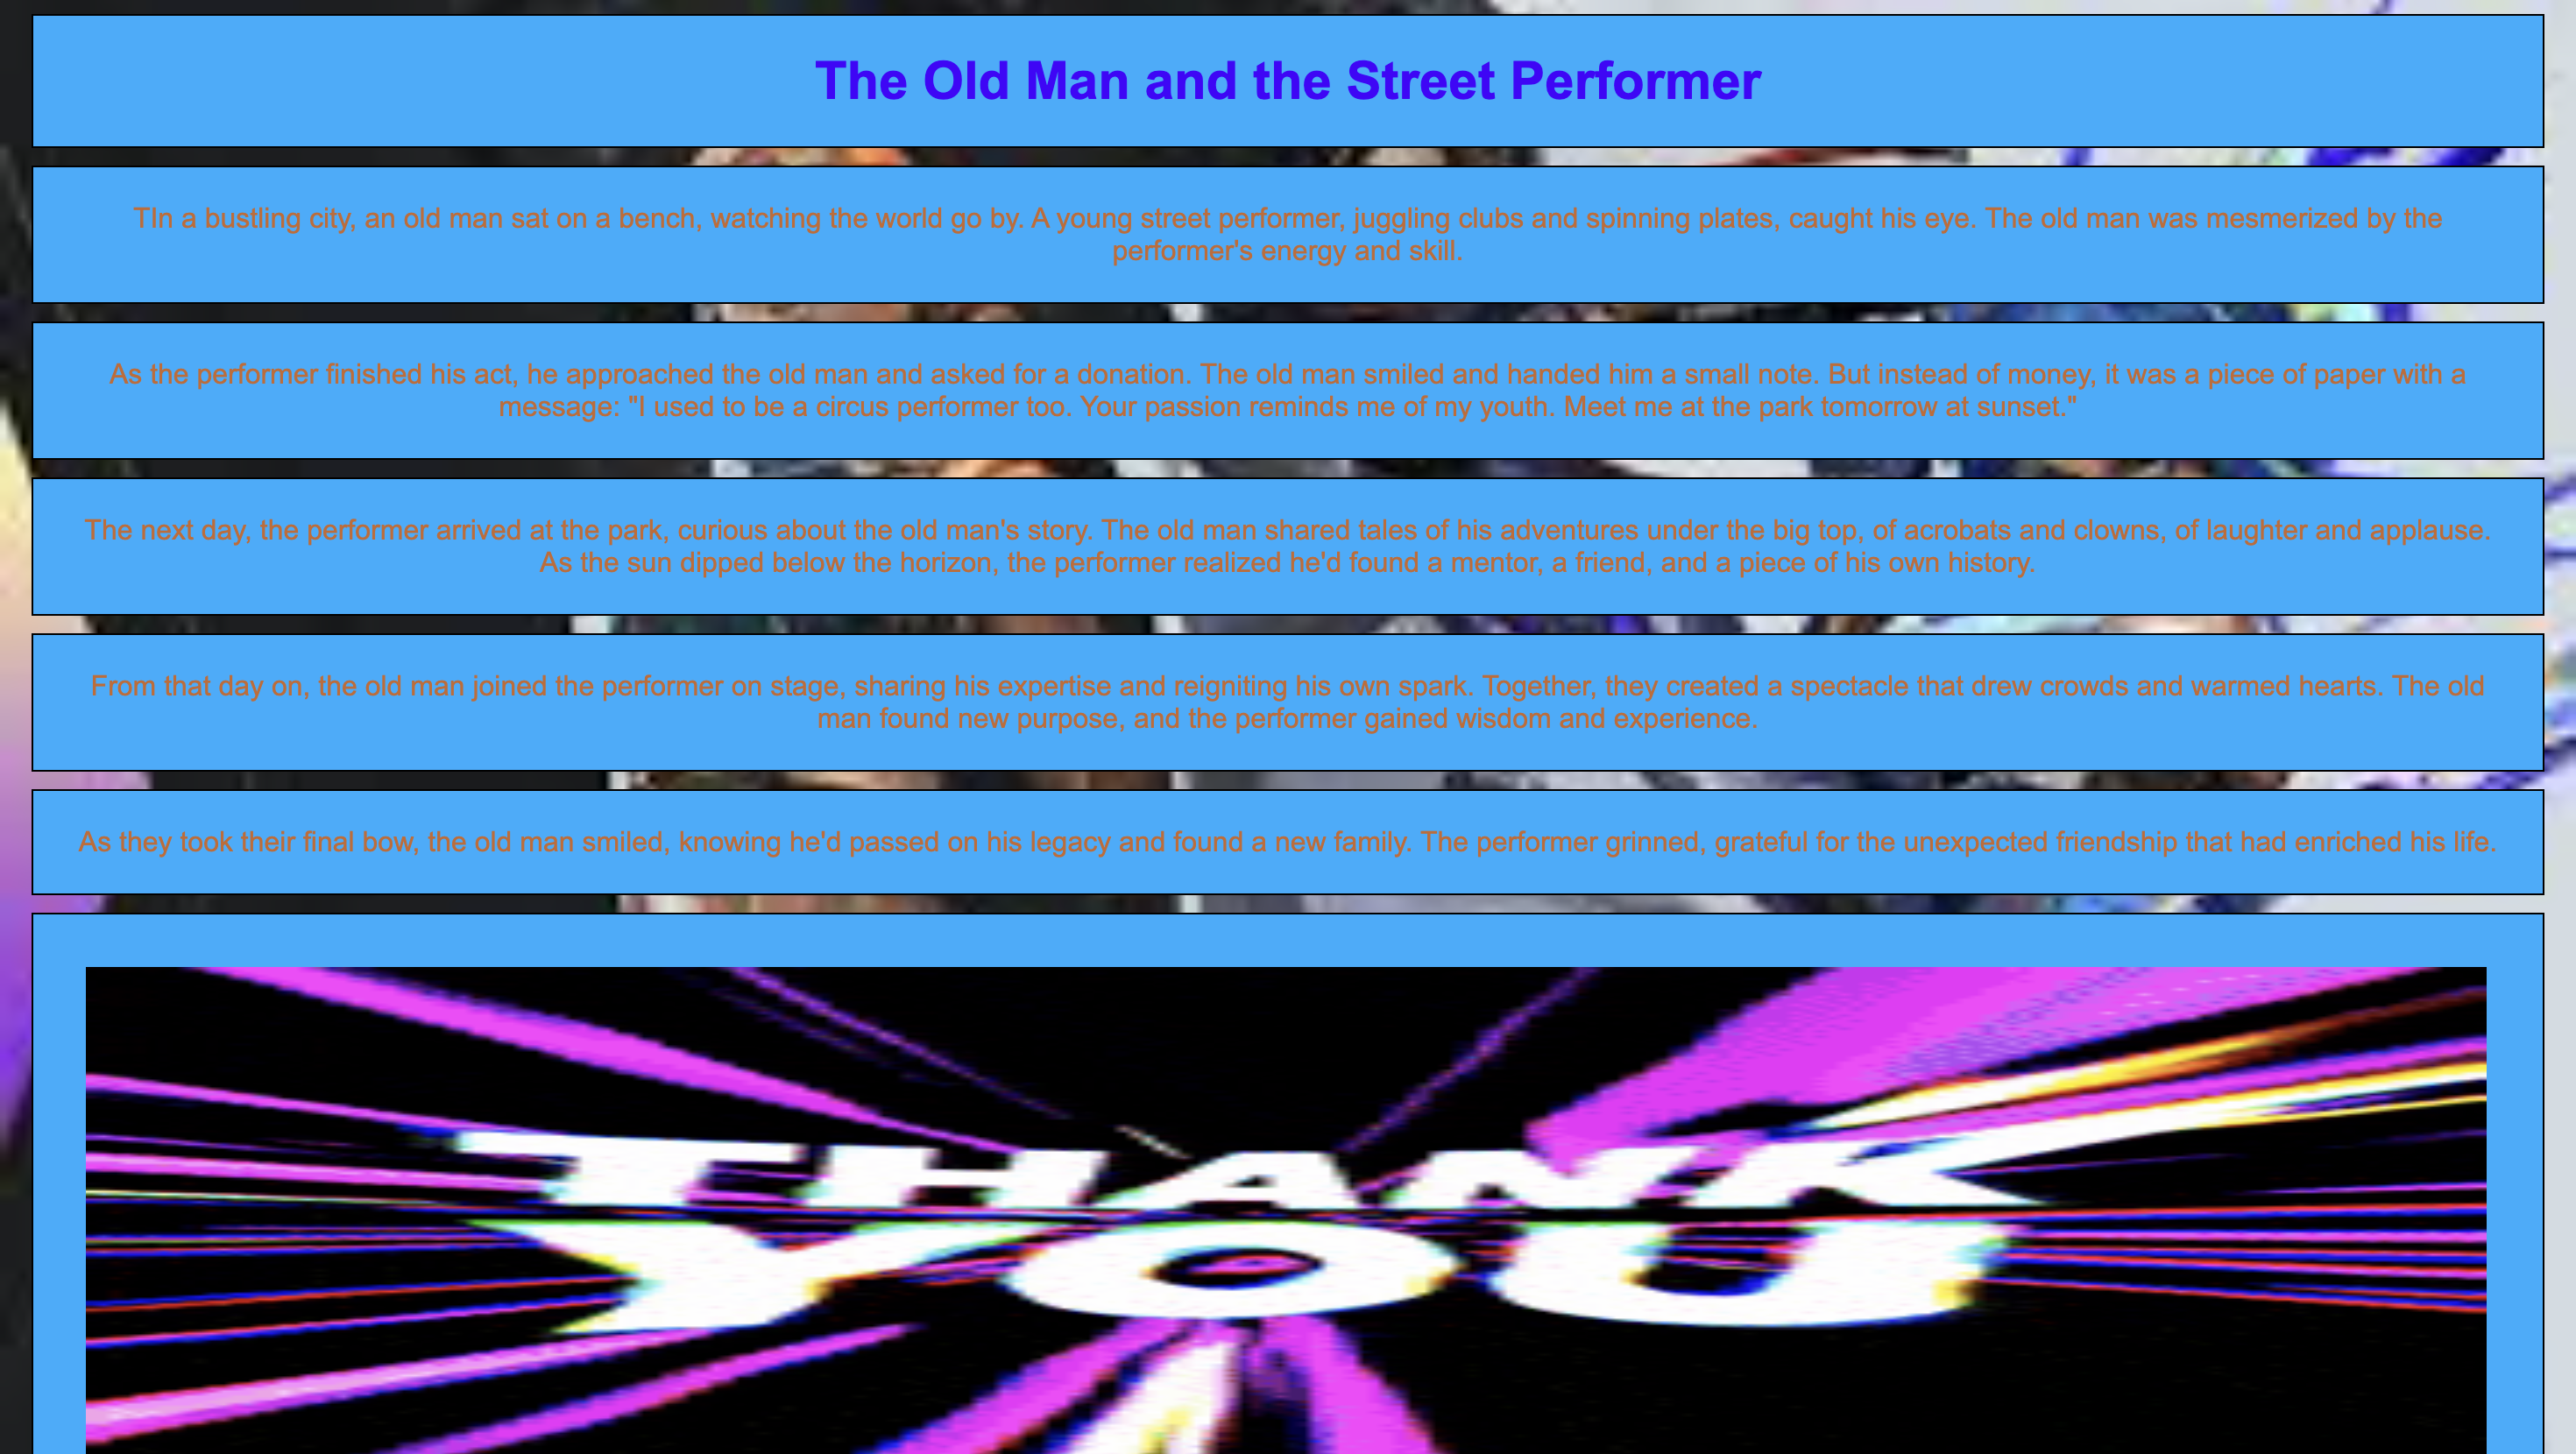 The Old Man and the Street Performer
TIn a bustling city, an old man sat on a bench, watching the world go by. A young street performer, juggling clubs and spinning plates, caught his eye. The old man was mesmerized by the
performer's energy and skill.
As the performer finished his act, he approached the old man and asked for a donation. The old man smiled and handed him a small note. But instead of money, it was a piece of paper with a
message: "I used to be a circus performer too. Your passion reminds me of my youth. Meet me at the park tomorrow at sunset."
The next day, the performer arrived at the park, curious about the old man's story. The old man shared tales of his adventures under the big top, of acrobats and clowns, of laughter and applause.
As the sun dipped below the horizon, the performer realized he'd found a mentor, a friend, and a piece of his own history.
From that day on, the old man joined the performer on stage, sharing his expertise and reigniting his own spark. Together, they created a spectacle that drew crowds and warmed hearts. The old
man found new purpose, and the performer gained wisdom and experience.
As they took their final bow, the old man smiled, knowing he'd passed on his legacy and found a new family. The performer grinned, grateful for the unexpected friendship that had enriched his life.
THANK
YOU